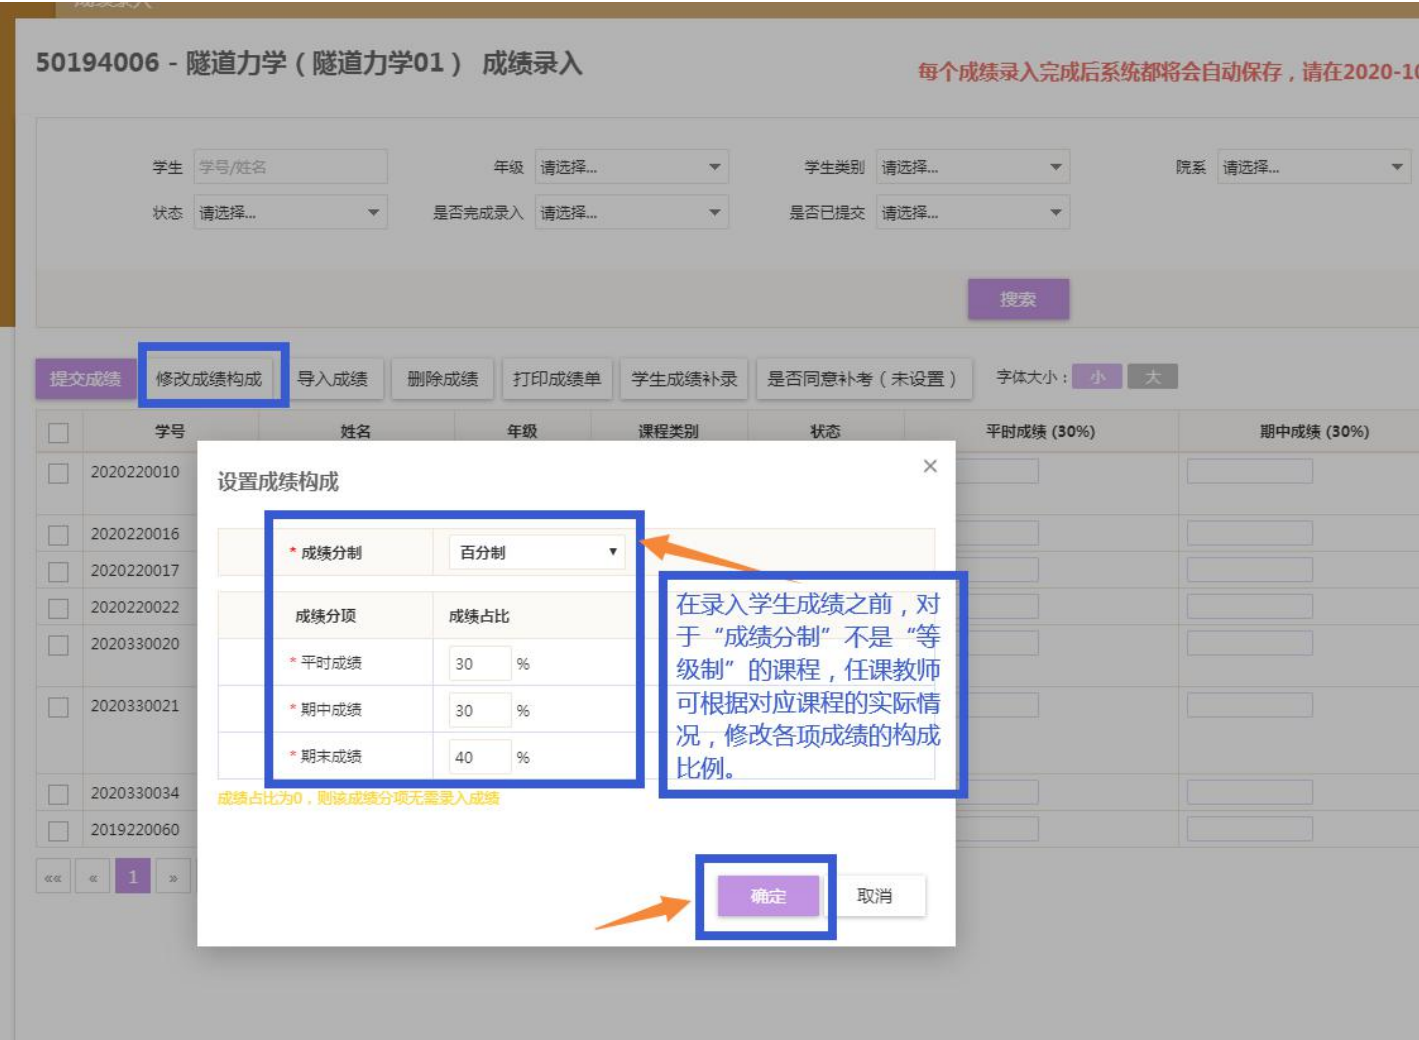 成绩录入
50194006 - 隧道力学（隧道力学01） 成绩录入
每个成绩录入完成后系统都将会自动保存，请在2020-10
学生 学号/姓名 年级 请选择... 学生类别 请选择... 院系 请选择...
状态 请选择... 是否完成录入 请选择... 是否已提交 请选择...
搜索
提交成绩 修改成绩构成 导入成绩 删除成绩 打印成绩单 学生成绩补录 是否同意补考（未设置） 字体大小： 小 大
学号 姓名 年级 课程类别 状态 平时成绩 (30%) 期中成绩 (30%)
2020220010
2020220016
2020220017
2020220022
2020330020
2020330021
2020330034
2019220060
«« « 1 »
设置成绩构成 ×
* 成绩分制 百分制
成绩分项 成绩占比
* 平时成绩 30 %
* 期中成绩 30 %
* 期末成绩 40 %
成绩占比为0，则该成绩分项无需录入成绩
在录入学生成绩之前，对
于“成绩分制”不是“等
级制”的课程，任课教师
可根据对应课程的实际情
况，修改各项成绩的构成
比例。
确定 取消